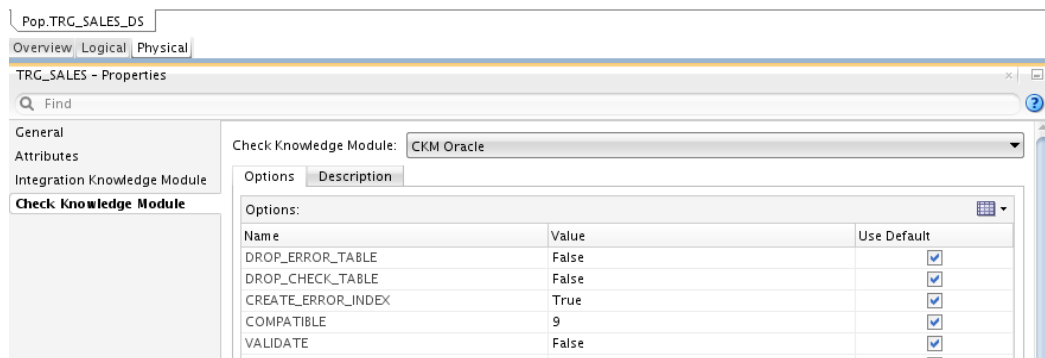 Pop.TRG_SALES_DS
Overview Logical Physical
TRG_SALES - Properties
Find
General
Attributes
Integration Knowledge Module
Check Knowledge Module
Check Knowledge Module: CKM Oracle
Options Description
Options:
Name Value Use Default
DROP_ERROR_TABLE False
DROP_CHECK_TABLE False
CREATE_ERROR_INDEX True
COMPATIBLE 9
VALIDATE False